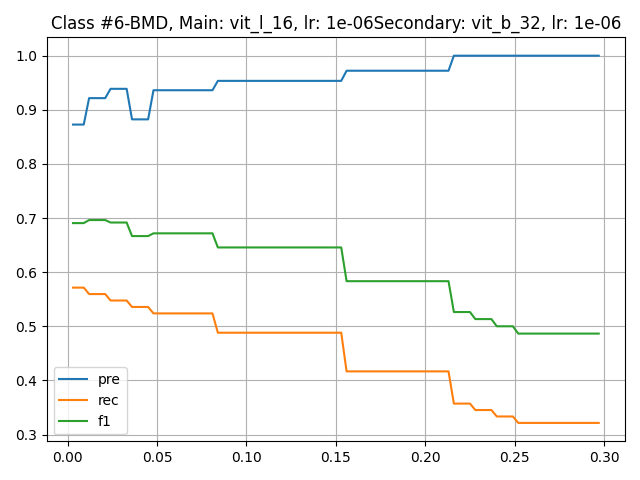 Class #6-BMD, Main: vit_l_16, lr: 1e-06Secondary: vit_b_32, lr: 1e-06
1.0
0.9
0.8
0.7
0.6
0.5
0.4
0.3
pre
rec
f1
0.00 0.05 0.10 0.15 0.20 0.25 0.30